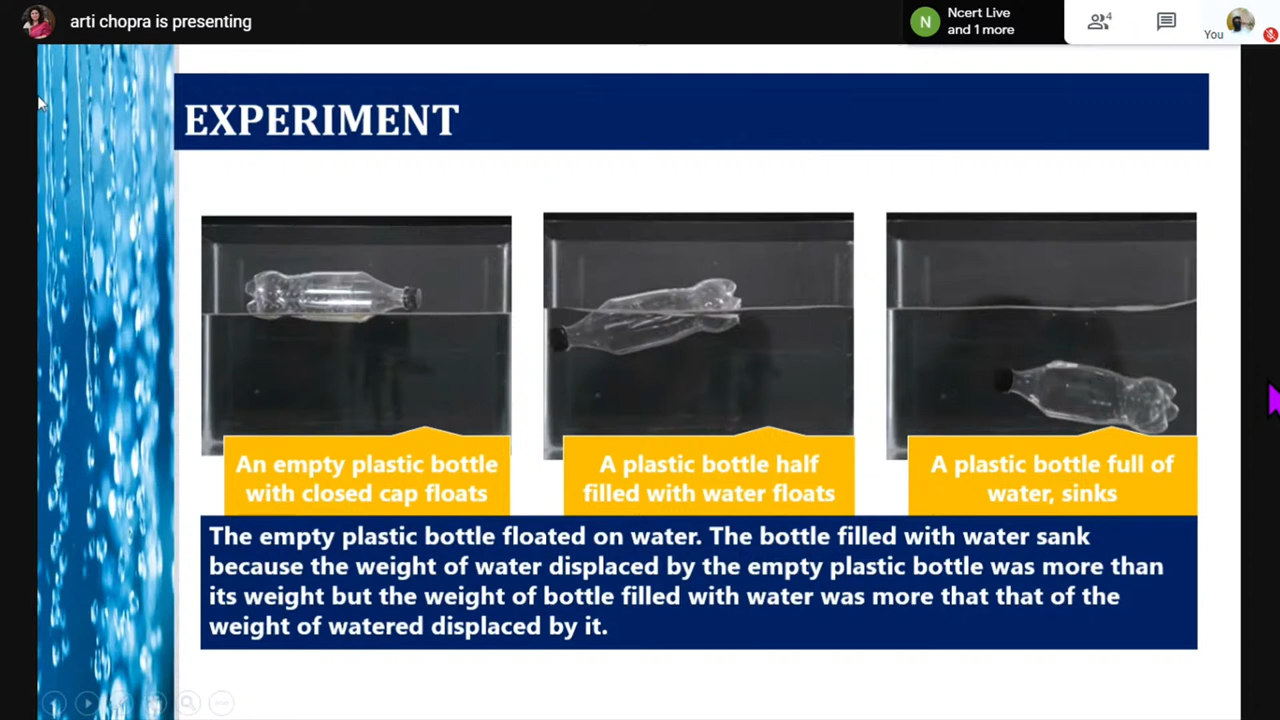 arti chopra is presenting
N
Ncert Live
and 1 more
4
You
EXPERIMENT
An empty plastic bottle
with closed cap floats
A plastic bottle half
filled with water floats
A plastic bottle full of
water, sinks
The empty plastic bottle floated on water. The bottle filled with water sank
because the weight of water displaced by the empty plastic bottle was more than
its weight but the weight of bottle filled with water was more that that of the
weight of watered displaced by it.